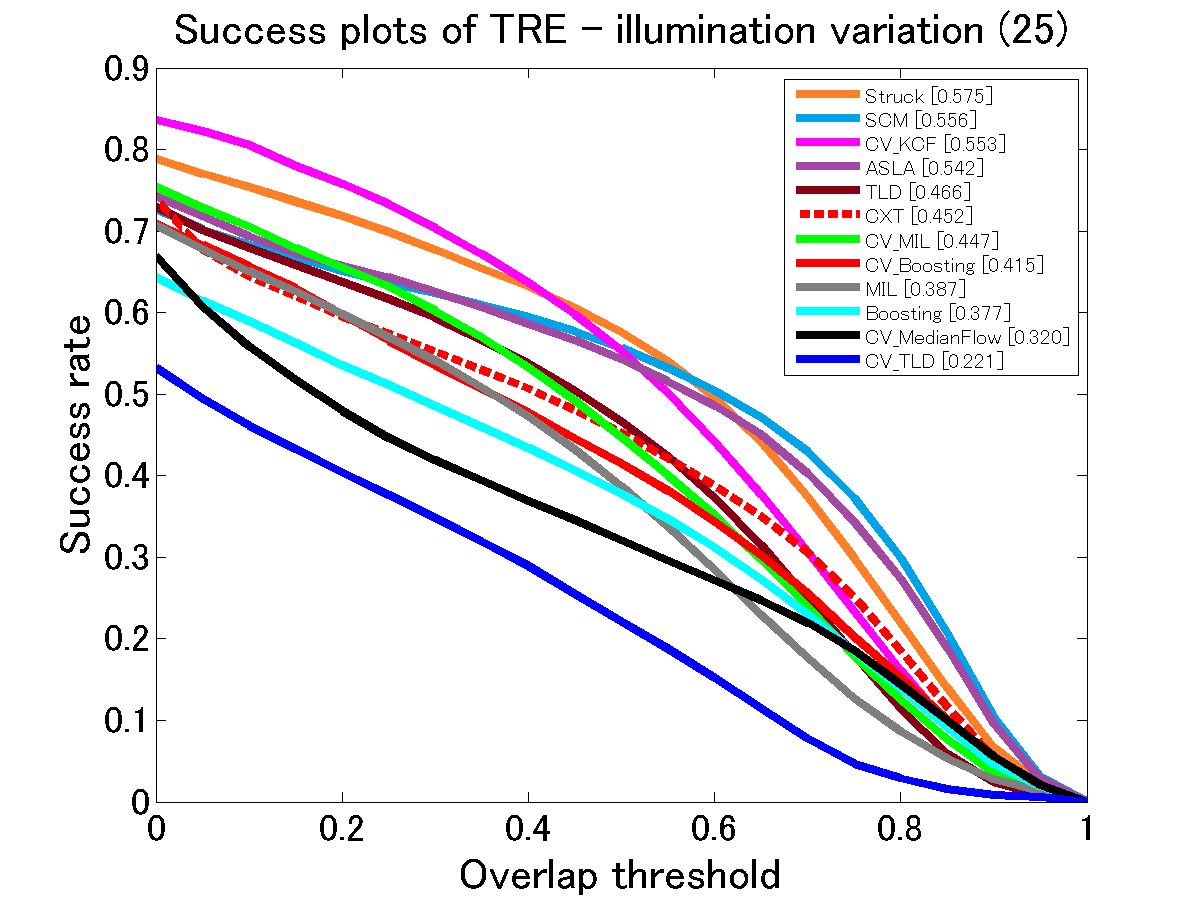 Success plots of TRE - illumination variation (25)
0.9
0.8
0.7
0.6
0.5
0.4
0.3
0.2
0.1
0
Success rate
Struck [0.575]
SCM [0.556]
CV_KCF [0.553]
ASLA [0.542]
TLD [0.466]
CXT [0.452]
CV_MIL [0.447]
CV_Boosting [0.415]
MIL [0.387]
Boosting [0.377]
CV_MedianFlow [0.320]
CV_TLD [0.221]
0 0.2 0.4 0.6 0.8 1
Overlap threshold